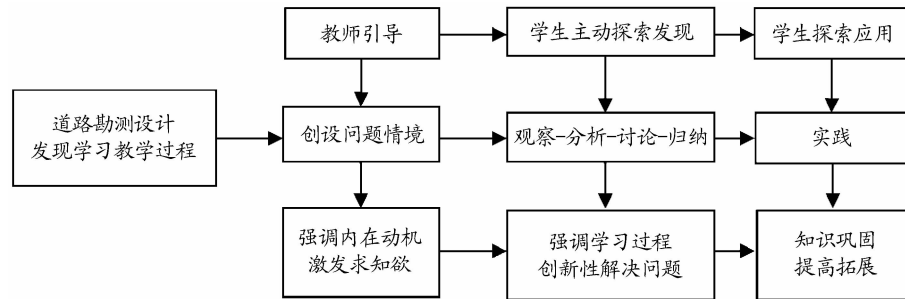 教师引导
学生主动探索发现
学生探索应用
道路勘测设计
发现学习教学过程
创设问题情境
观察-分析-讨论-归纳
实践
强调内在动机
激发求知欲
强调学习过程
创新性解决问题
知识巩固
提高拓展